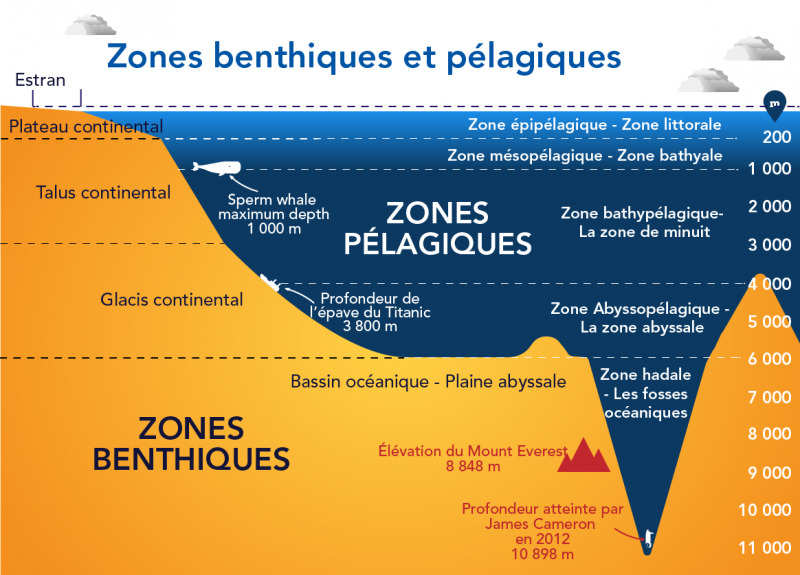 Zones benthiques et pélagiques
Estran
m
Plateau continental
Zone épipélagique - Zone littorale
200
Zone mésopélagique - Zone bathyale
1 000
Talus continental
Sperm whale
maximum depth
1 000 m
ZONES
PÉLAGIQUES
Zone bathypélagique-
La zone de minuit
2 000
3 000
Glacis continental
Profondeur de
l'épave du Titanic
3 800 m
4 000
Zone Abyssopélagique -
La zone abyssale
5 000
6 000
Bassin océanique - Plaine abyssale
Zone hadale
- Les fosses
océaniques
7 000
ZONES
BENTHIQUES
8 000
Élévation du Mount Everest
8 848 m
9 000
Profondeur atteinte par
James Cameron
en 2012
10 898 m
10 000
11 000